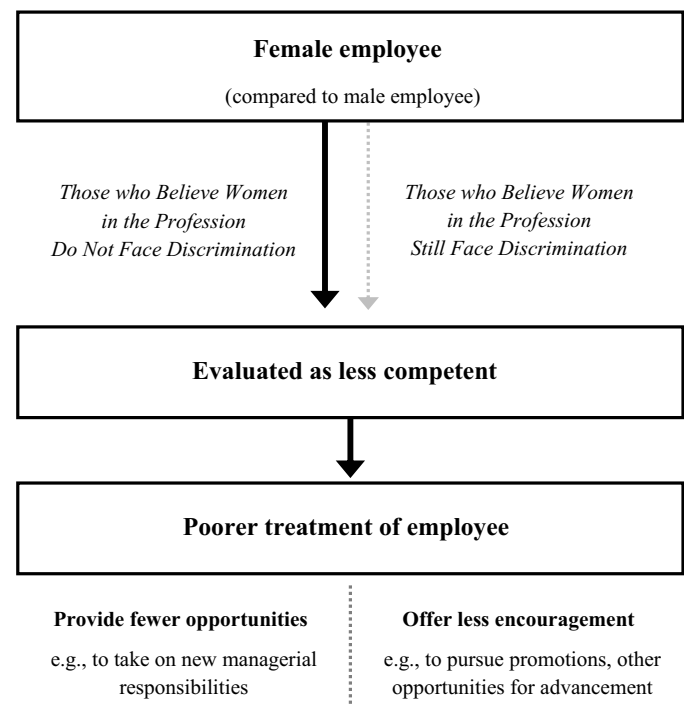 Female employee
(compared to male employee)
Those who Believe Women
in the Profession
Do Not Face Discrimination
Those who Believe Women
in the Profession
Still Face Discrimination
Evaluated as less competent
Poorer treatment of employee
Provide fewer opportunities
e.g., to take on new managerial
responsibilities
Offer less encouragement
e.g., to pursue promotions, other
opportunities for advancement